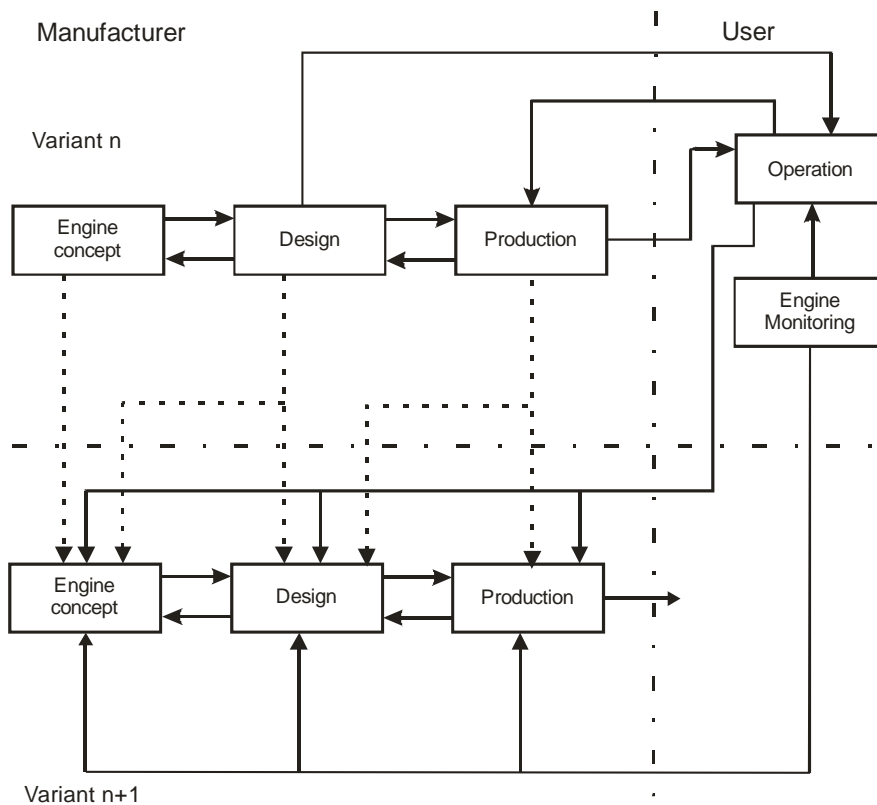 Manufacturer
User
Variant n
Operation
Engine
concept
Design
Production
Engine
Monitoring
Engine
concept
Design
Production
Variant n+1